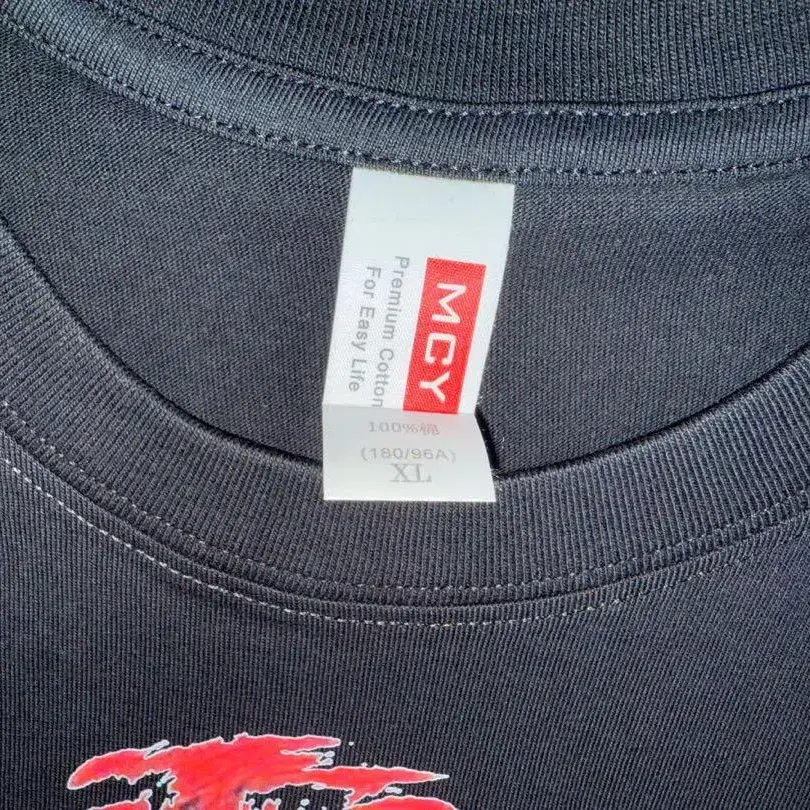 MCY
Premium Cotton
For Easy Life
100%棉
(180/96A)
XL